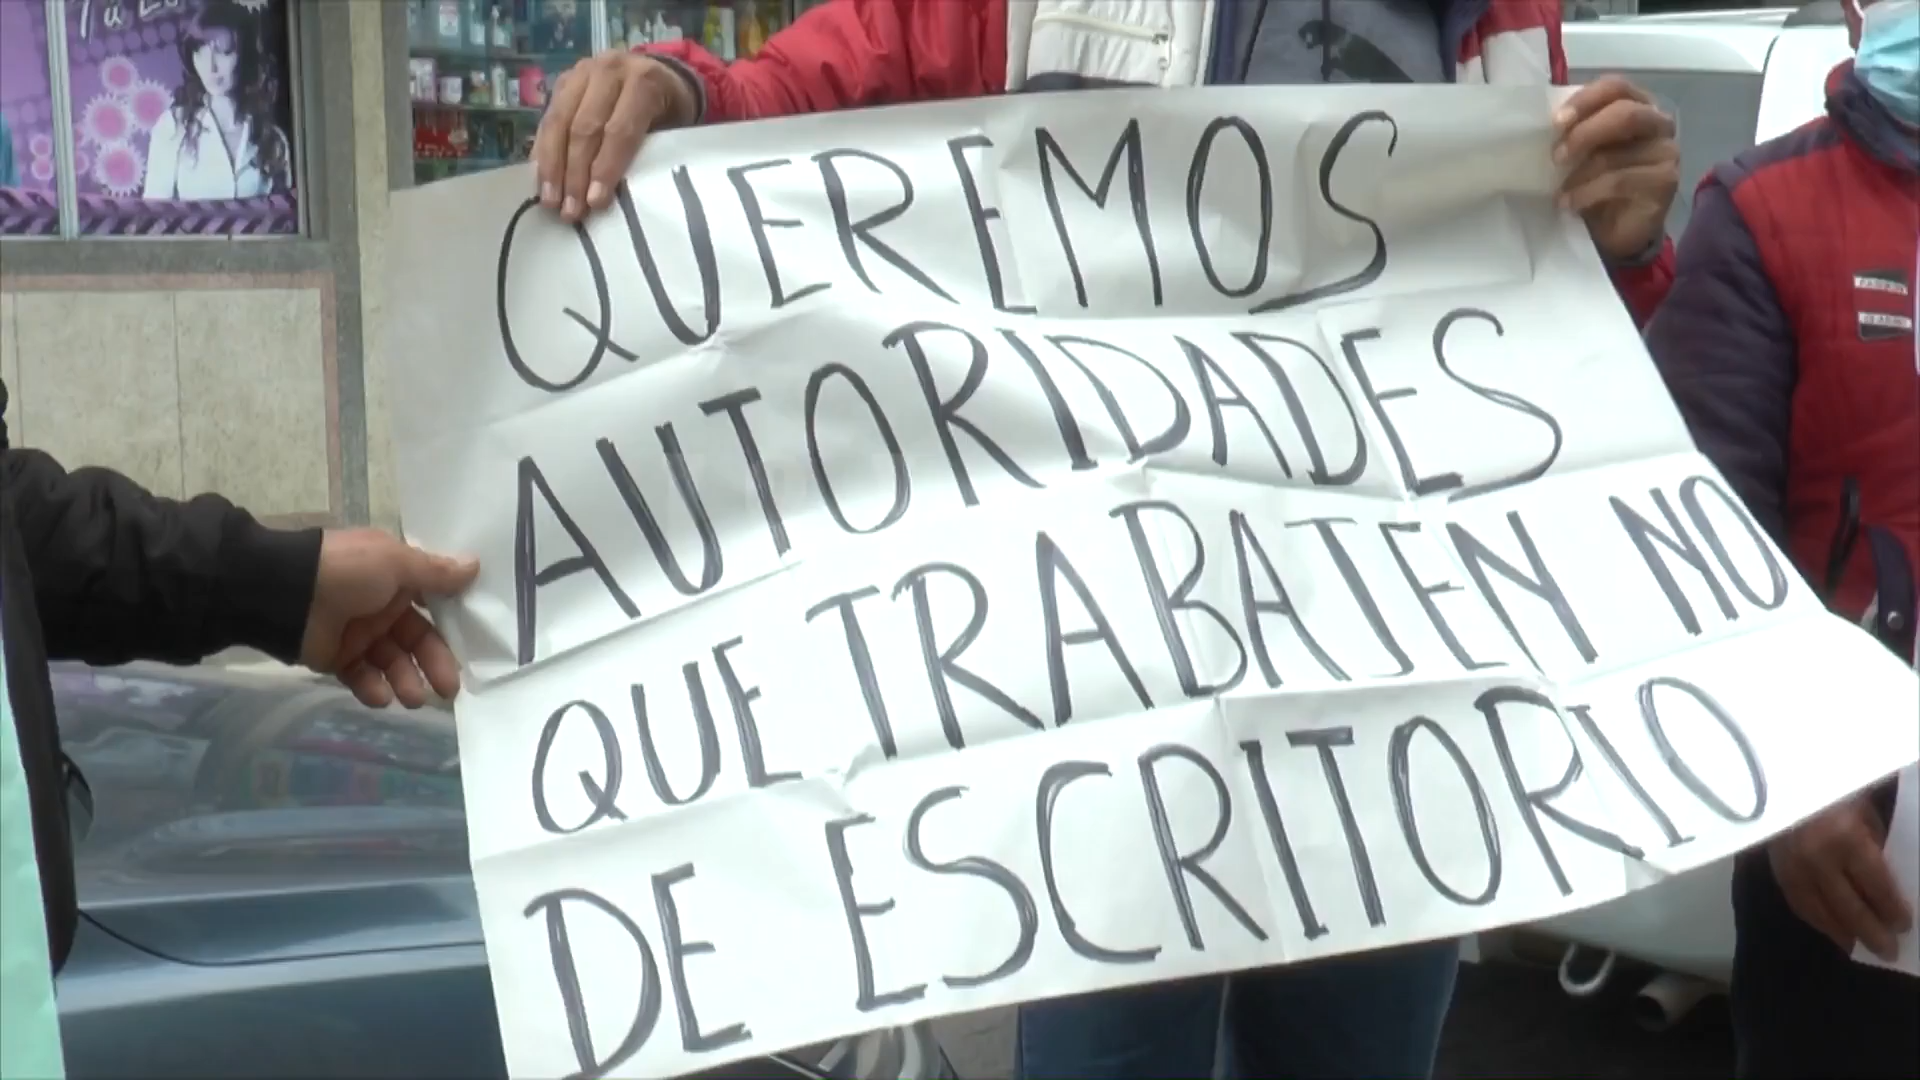 QUEREMOS
AUTORIDADES
QUE TRABAJEN NO
DE ESCRITORIO